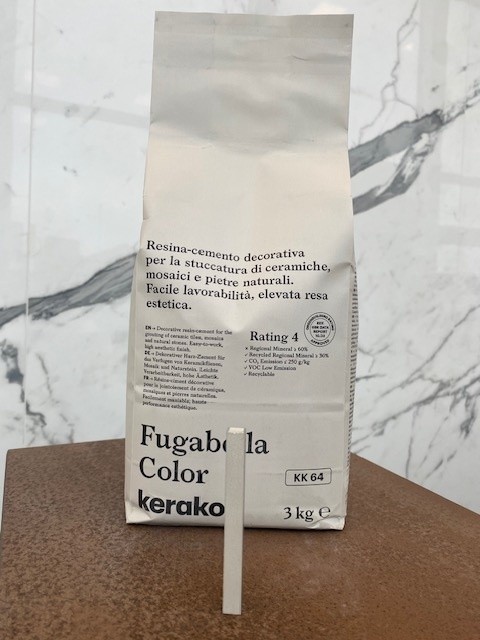 Resina-cemento decorativa
per la stuccatura di ceramiche,
mosaici e pietre naturali.
Facile lavorabilità, elevata resa
estetica.
EN → Decorative resin-cement for the
grouting of ceramic tiles, mosaics
and natural stones. Easy-to-work,
high aesthetic finish.
DE → Dekorativer Harz-Zement für
das Verfugen von Keramikfliesen,
Mosaik und Naturstein. Leichte
Verarbeitbarkeit, hohe Ästhetik.
FR → Résine-ciment décorative
pour le jointoiement de céramique,
mosaïques et pierres naturelles.
Facilement maniable, haute
performance esthétique.
Rating 4
× Regional Mineral ≥ 60%
✓ Recycled Regional Mineral ≥ 30%
✓ CO₂ Emission ≤ 250 g/kg
✓ VOC Low Emission
✓ Recyclable
Fugabe la
Color
KK 64
kerako
3 kg e